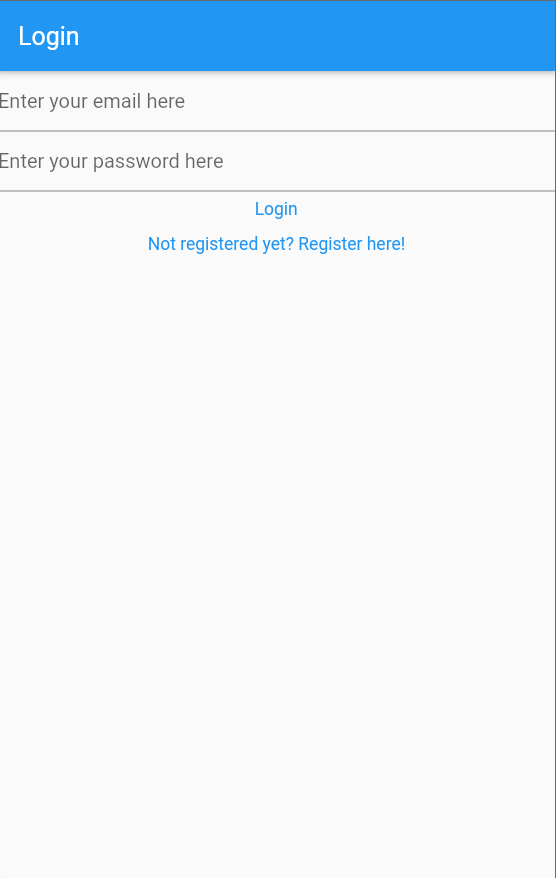 Login
Enter your email here
Enter your password here
Login
Not registered yet? Register here!